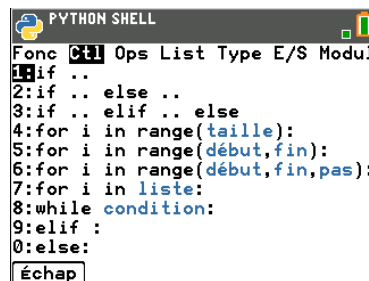 PYTHON SHELL
Fonc Ctl Ops List Type E/S Modul
1:if ..
2:if .. else ..
3:if .. elif .. else
4:for i in range(taille):
5:for i in range(début,fin):
6:for i in range(début,fin,pas):
7:for i in liste:
8:while condition:
9:elif :
0:else:
Échap